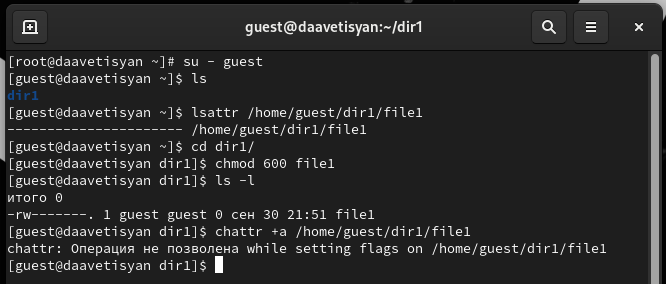 guest@daavetisyan:~/dir1
[root@daavetisyan ~]# su - guest
[guest@daavetisyan ~]$ ls
dir1
[guest@daavetisyan ~]$ lsattr /home/guest/dir1/file1
---------------------- /home/guest/dir1/file1
[guest@daavetisyan ~]$ cd dir1/
[guest@daavetisyan dir1]$ chmod 600 file1
[guest@daavetisyan dir1]$ ls -l
итого 0
-rw-------. 1 guest guest 0 сен 30 21:51 file1
[guest@daavetisyan dir1]$ chattr +a /home/guest/dir1/file1
chattr: Операция не позволена while setting flags on /home/guest/dir1/file1
[guest@daavetisyan dir1]$